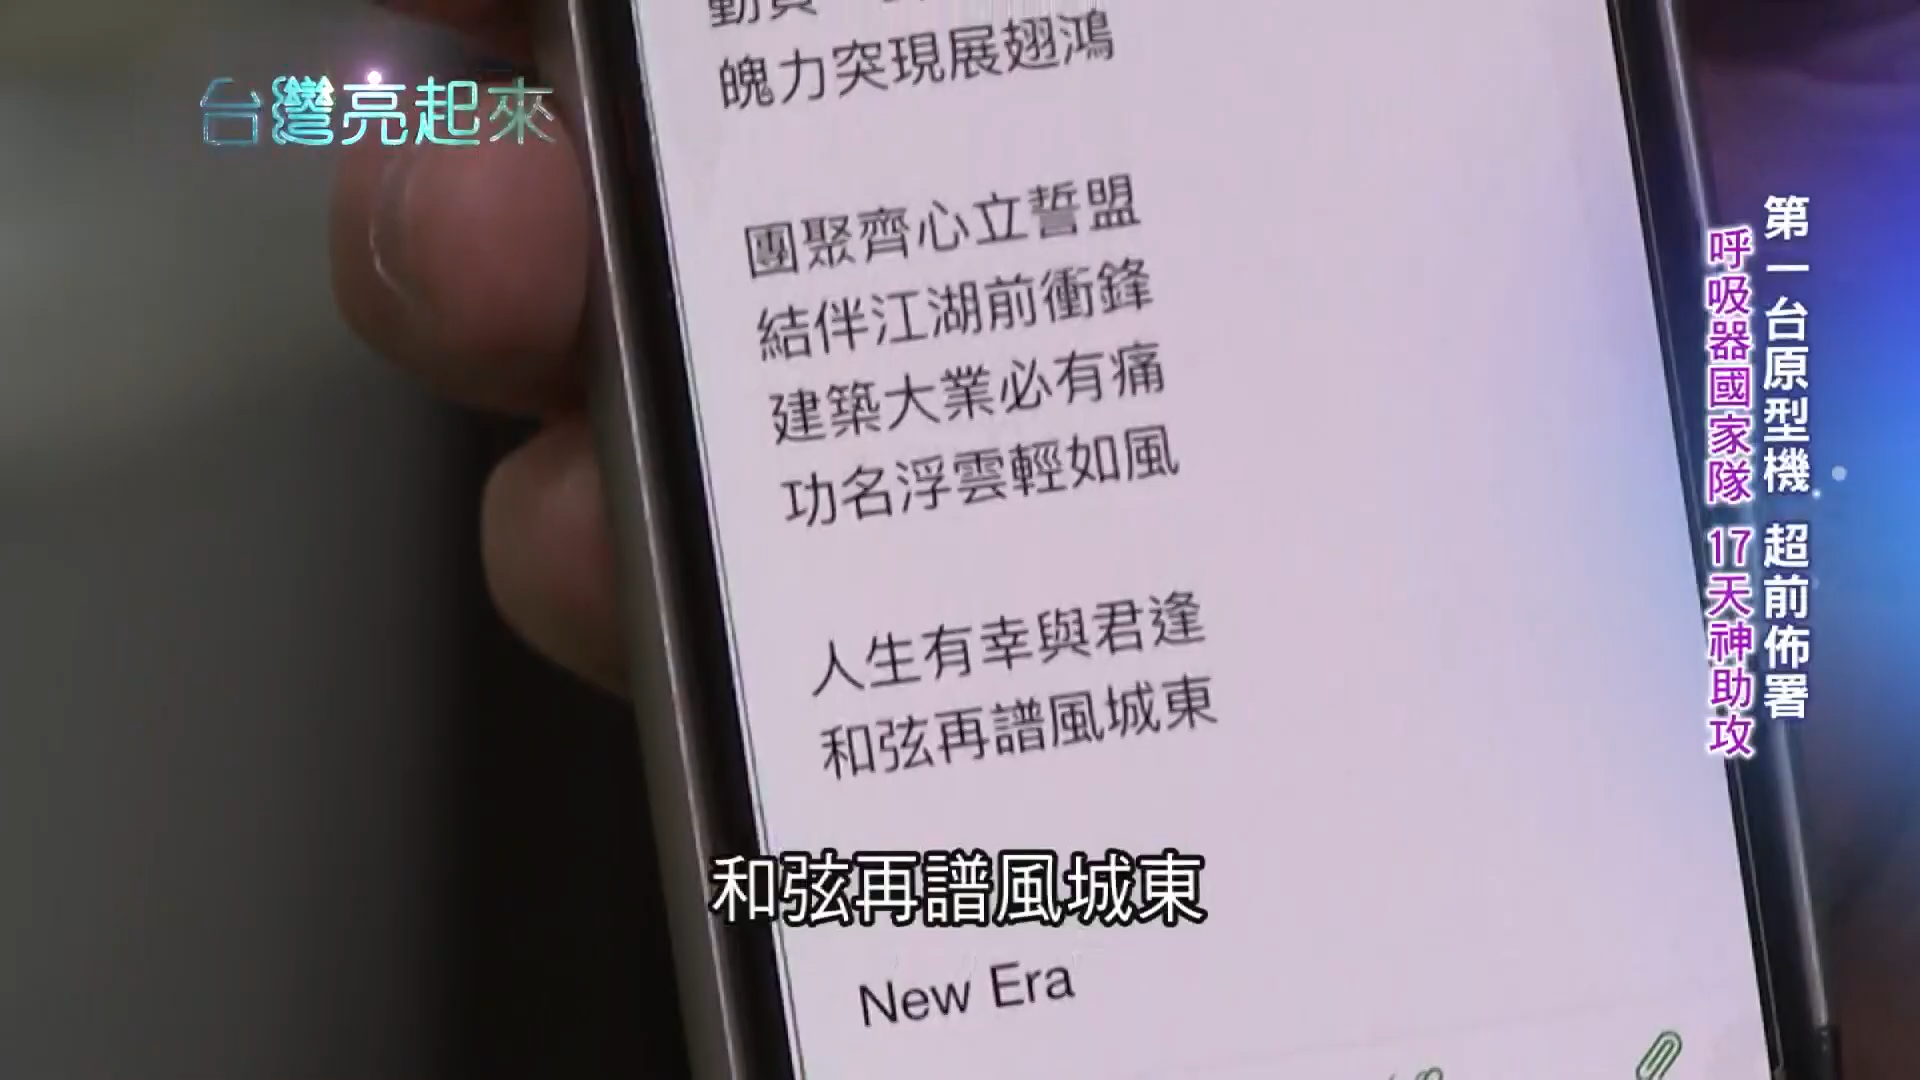 台灣亮起來
魄力突現展翅鴻
團聚齊心立誓盟
結伴江湖前衝鋒
建築大業必有痛
功名浮雲輕如風
人生有幸與君逢
和弦再譜風城東
和弦再譜風城東
New Era
第一台原型機 超前佈署
呼吸器國家隊 17天神助攻